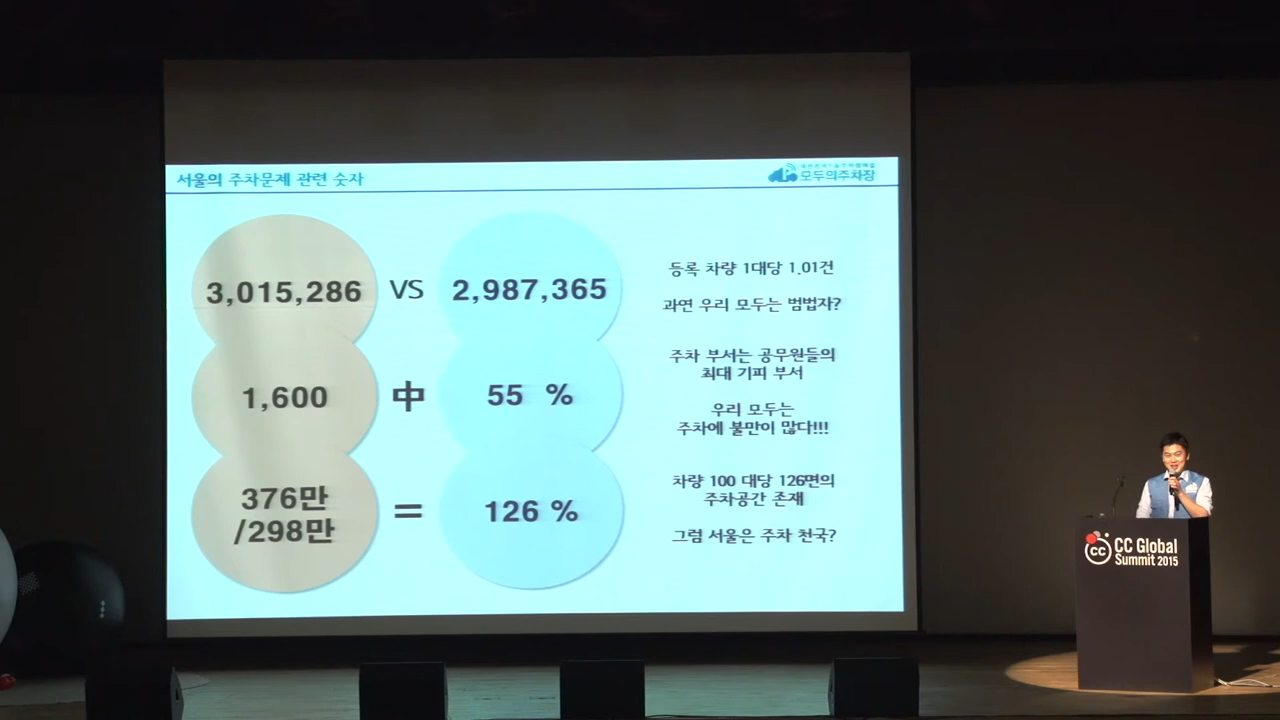 서울의 주차문제 관련 숫자
모두의주차장
3,015,286 VS 2,987,365
등록 차량 1대당 1.01건
과연 우리 모두는 범법자?
1,600 中 55 %
주차 부서는 공무원들의
최대 기피 부서
우리 모두는
주차에 불만이 많다!!!
376만
/298만 = 126 %
차량 100 대당 126면의
주차공간 존재
그럼 서울은 주차 천국?
cc
CC Global
Summit 2015